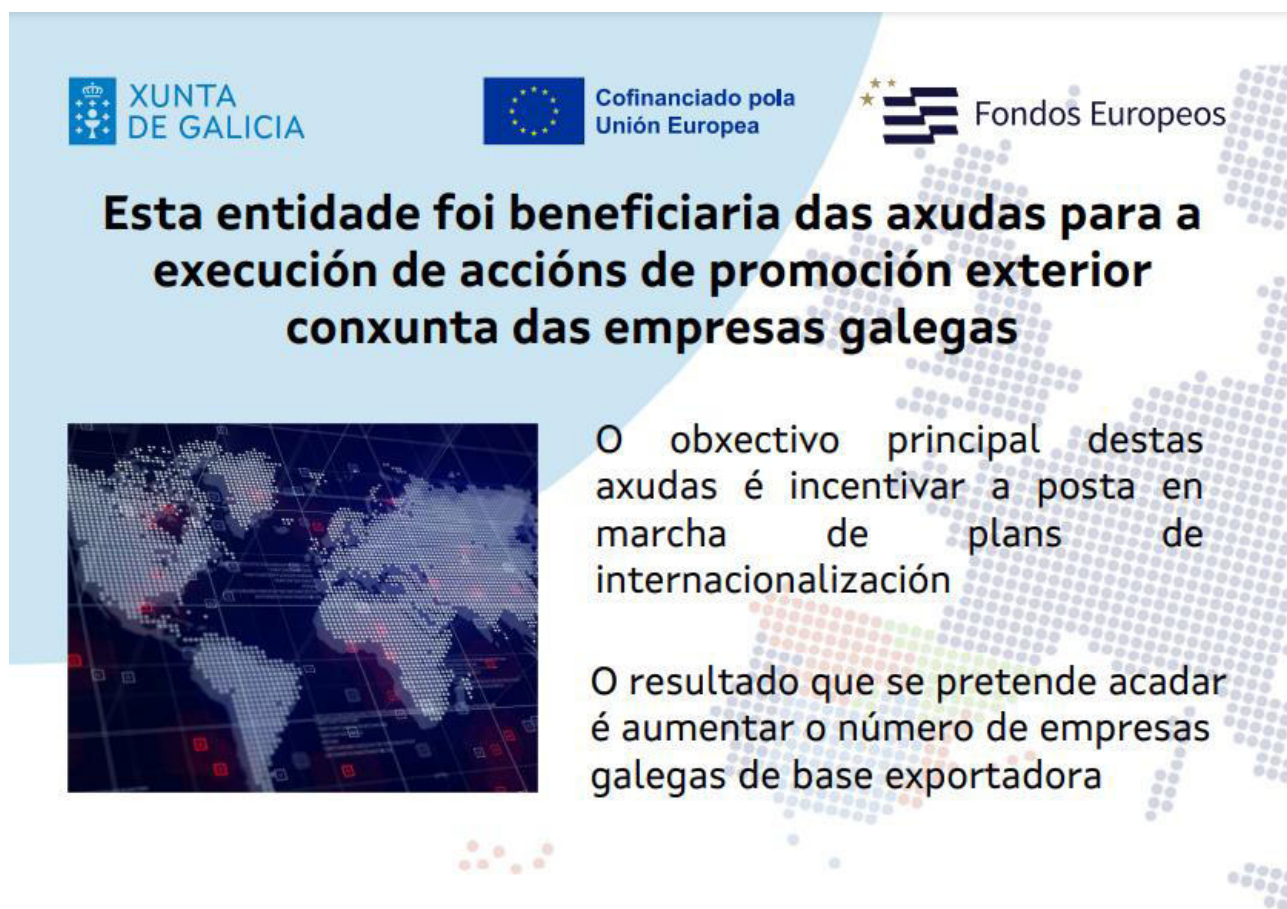 XUNTA
DE GALICIA
Cofinanciado pola
Unión Europea
Fondos Europeos
Esta entidade foi beneficiaria das axudas para a
execución de accións de promoción exterior
conxunta das empresas galegas
O obxectivo principal destas
axudas é incentivar a posta en
marcha de plans de
internacionalización
O resultado que se pretende acadar
é aumentar o número de empresas
galegas de base exportadora